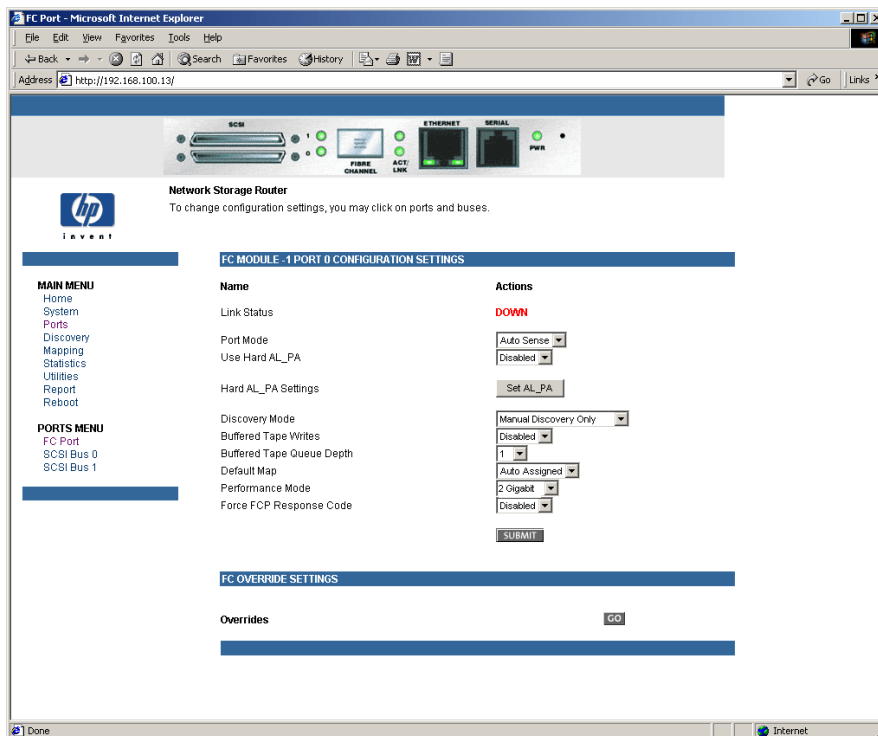 FC Port - Microsoft Internet Explorer
File Edit View Favorites Tools Help
Back Search Favorites History
Address http://192.168.100.13/ Go Links
SCSI ETHERNET SERIAL
1
0
FIBRE CHANNEL
ACT/ LNK
PWR
hp
invent
Network Storage Router
To change configuration settings, you may click on ports and buses.
MAIN MENU
Home
System
Ports
Discovery
Mapping
Statistics
Utilities
Report
Reboot
PORTS MENU
FC Port
SCSI Bus 0
SCSI Bus 1
FC MODULE -1 PORT 0 CONFIGURATION SETTINGS
Name Actions
Link Status DOWN
Port Mode Auto Sense
Use Hard AL_PA Disabled
Hard AL_PA Settings Set AL_PA
Discovery Mode Manual Discovery Only
Buffered Tape Writes Disabled
Buffered Tape Queue Depth 1
Default Map Auto Assigned
Performance Mode 2 Gigabit
Force FCP Response Code Disabled
SUBMIT
FC OVERRIDE SETTINGS
Overrides GO
Done Internet